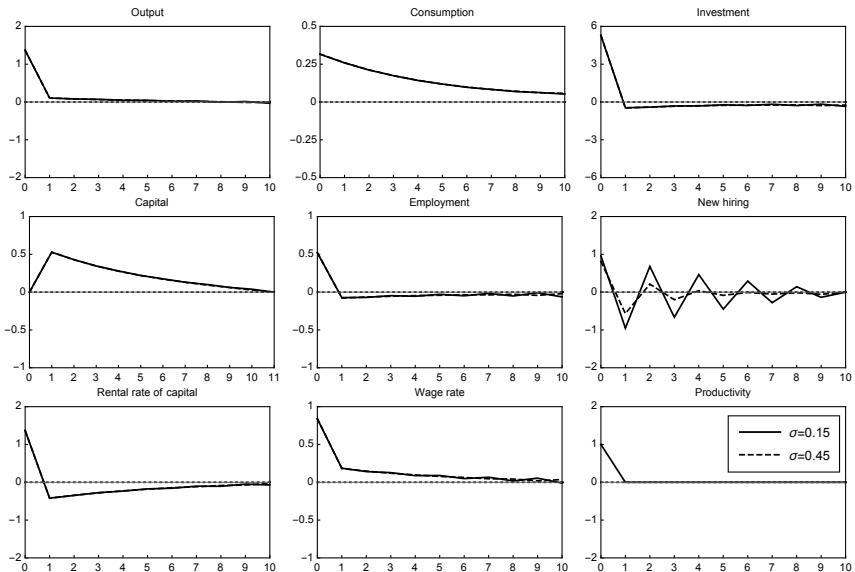 Output
2
1
0
−1
−2
0 1 2 3 4 5 6 7 8 9 10
Consumption
0.5
0.25
0
−0.25
−0.5
0 1 2 3 4 5 6 7 8 9 10
Investment
6
3
0
−3
−6
0 1 2 3 4 5 6 7 8 9 10
Capital
1
0.5
0
−0.5
−1
0 1 2 3 4 5 6 7 8 9 10 11
Employment
1
0.5
0
−0.5
−1
0 1 2 3 4 5 6 7 8 9 10
New hiring
2
1
0
−1
−2
0 1 2 3 4 5 6 7 8 9 10
Rental rate of capital
2
1
0
−1
−2
0 1 2 3 4 5 6 7 8 9 10
Wage rate
1
0.5
0
−0.5
−1
0 1 2 3 4 5 6 7 8 9 10
Productivity
2
1
0
−1
−2
0 1 2 3 4 5 6 7 8 9 10
σ=0.15
σ=0.45